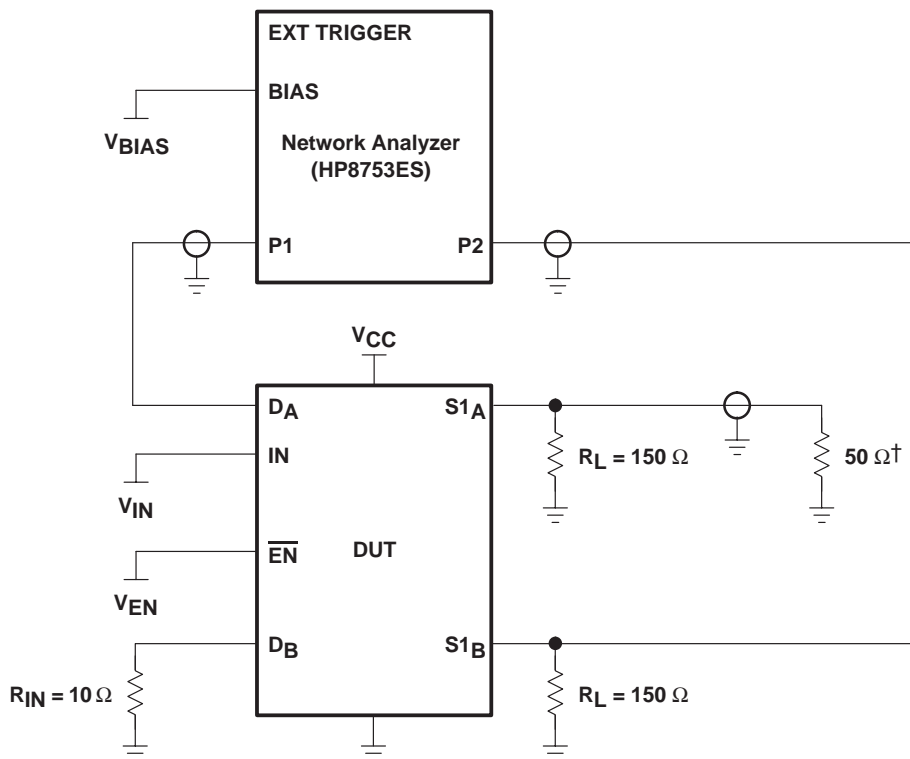 EXT TRIGGER
BIAS
VBIAS
Network Analyzer
(HP8753ES)
P1
P2
VCC
DA
S1A
IN
RL = 150 Ω
50 Ω†
VIN
EN
DUT
VEN
DB
S1B
RIN = 10 Ω
RL = 150 Ω